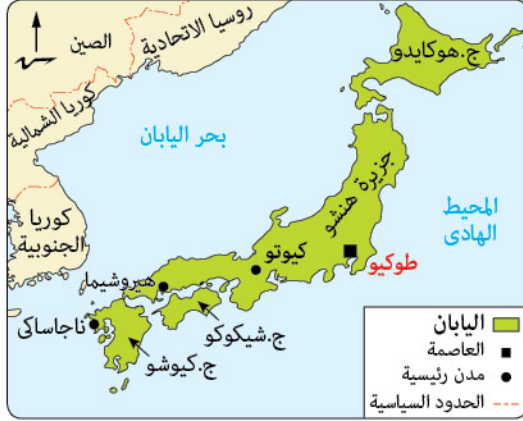 روسيا الاتحادية
الصين
ج.هوكايدو
كوريا الشمالية
بحر اليابان
جزيرة هنشو
المحيط
الهادى
كوريا
الجنوبية
كيوتو
طوكيو
هيروشيما
ناجاساكى
ج.شيكوكو
ج.كيوشو
اليابان
العاصمة
مدن رئيسية
الحدود السياسية